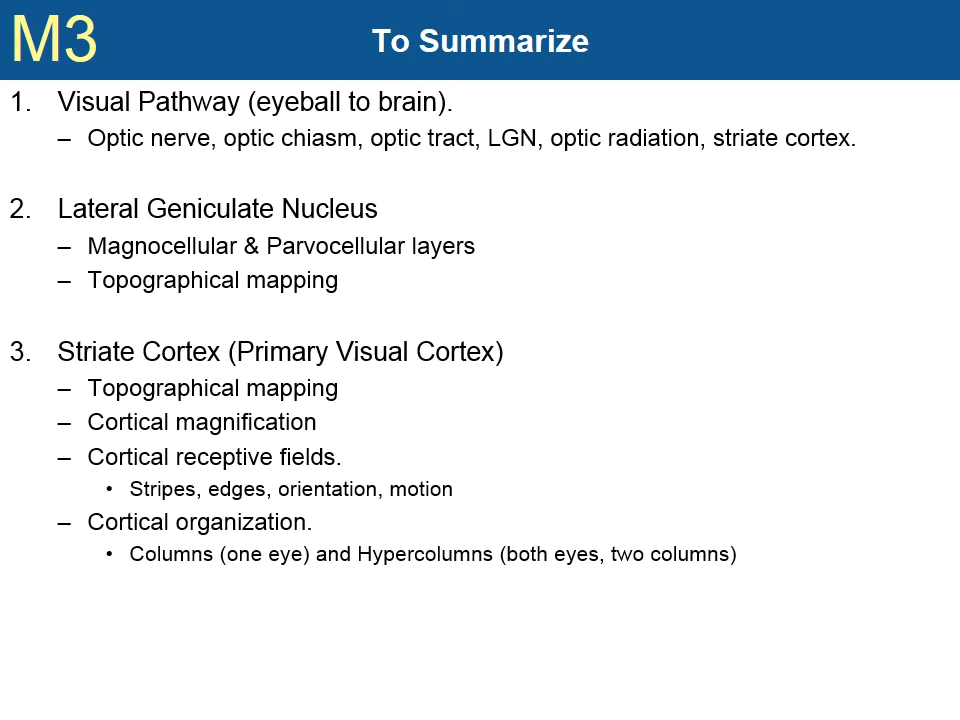 M3
To Summarize
1. Visual Pathway (eyeball to brain).
– Optic nerve, optic chiasm, optic tract, LGN, optic radiation, striate cortex.
2. Lateral Geniculate Nucleus
– Magnocellular & Parvocellular layers
– Topographical mapping
3. Striate Cortex (Primary Visual Cortex)
– Topographical mapping
– Cortical magnification
– Cortical receptive fields.
• Stripes, edges, orientation, motion
– Cortical organization.
• Columns (one eye) and Hypercolumns (both eyes, two columns)